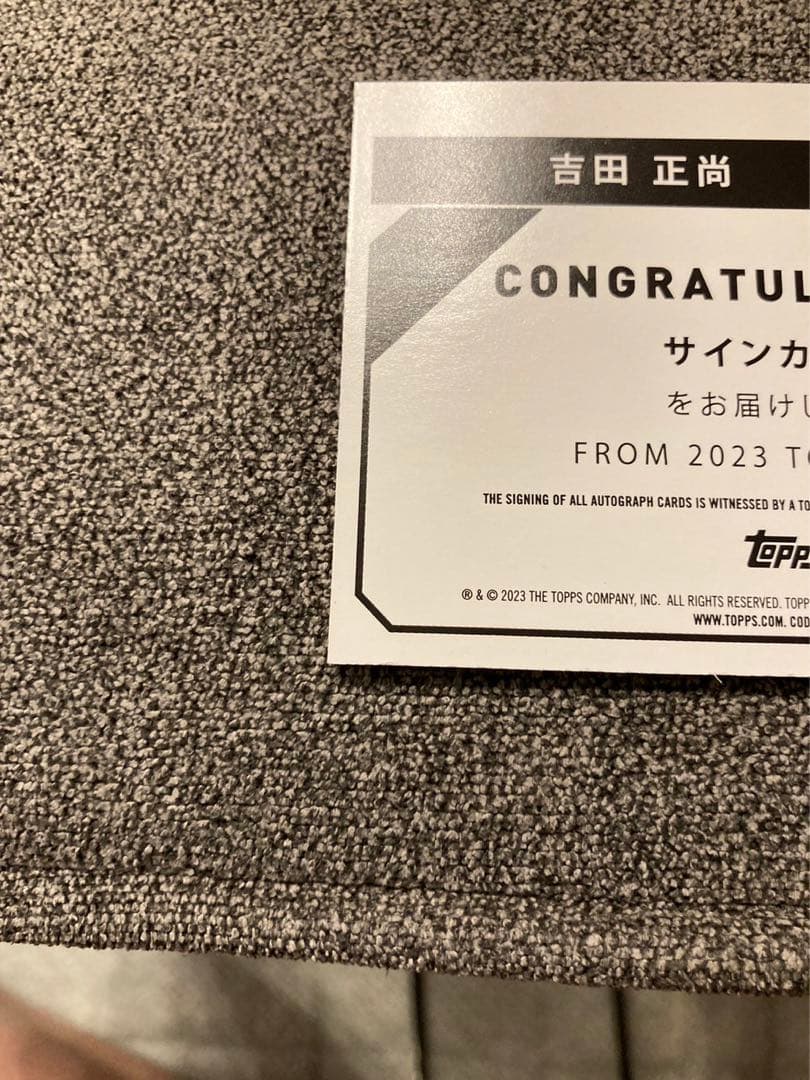 吉田 正尚
CONGRATUL
サインカ
をお届けし
FROM 2023 TO
THE SIGNING OF ALL AUTOGRAPH CARDS IS WITNESSED BY A TO
TOPPS
® & © 2023 THE TOPPS COMPANY, INC. ALL RIGHTS RESERVED. TOPP
WWW.TOPPS.COM. COD